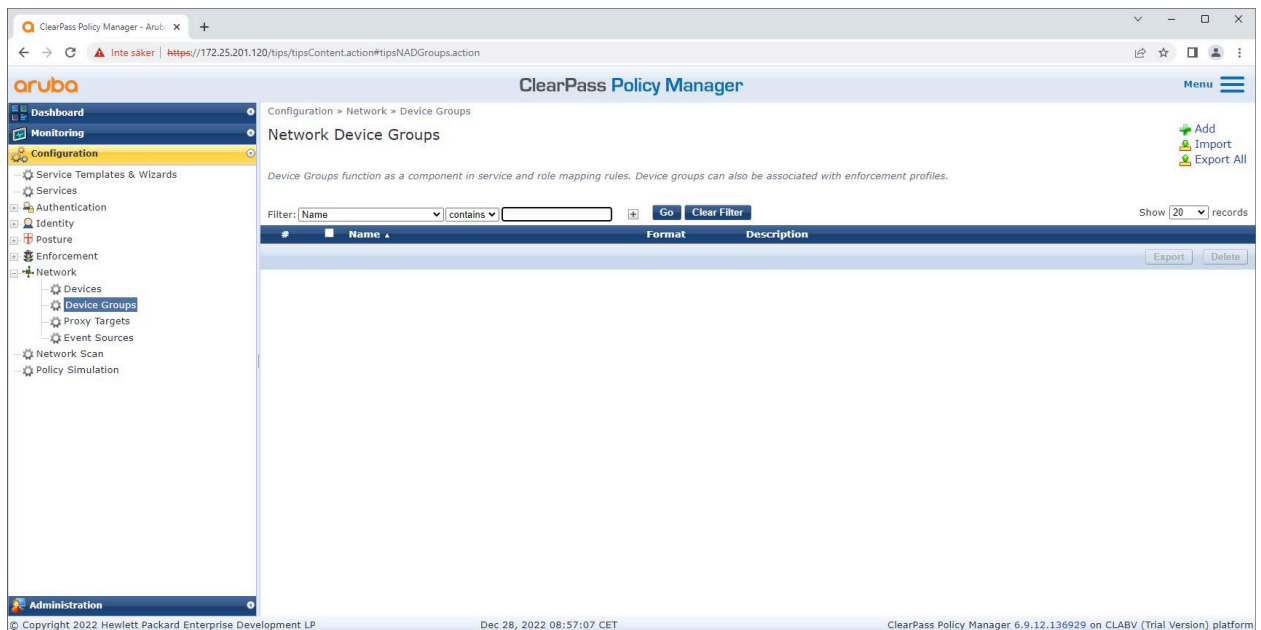 ClearPass Policy Manager - Arub
Inte säker | https://172.25.201.120/tips/tipsContent.action#tipsNADGroups.action
aruba
ClearPass Policy Manager
Menu
Dashboard
Monitoring
Configuration
Service Templates & Wizards
Services
Authentication
Identity
Posture
Enforcement
Network
Devices
Device Groups
Proxy Targets
Event Sources
Network Scan
Policy Simulation
Administration
Configuration » Network » Device Groups
Network Device Groups
Add
Import
Export All
Device Groups function as a component in service and role mapping rules. Device groups can also be associated with enforcement profiles.
Filter: Name contains Go Clear Filter Show 20 records
# Name Format Description
Export Delete
© Copyright 2022 Hewlett Packard Enterprise Development LP Dec 28, 2022 08:57:07 CET ClearPass Policy Manager 6.9.12.136929 on CLABV (Trial Version) platform